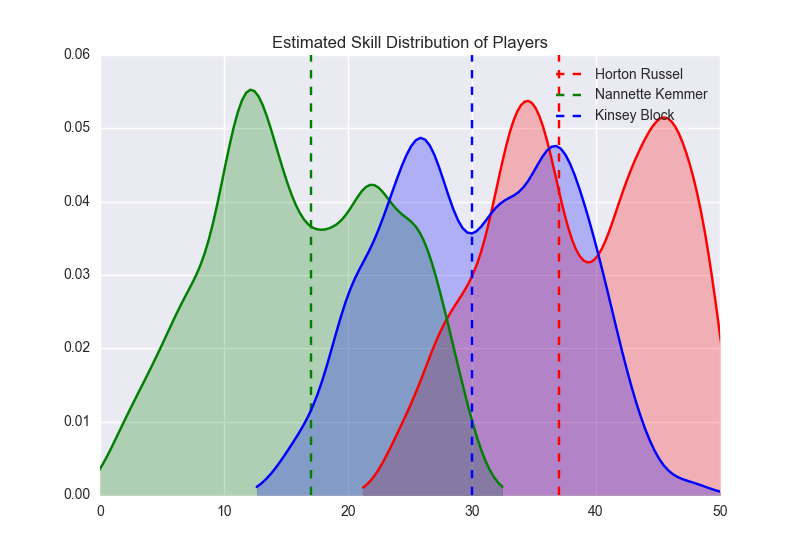 Estimated Skill Distribution of Players
0.06
0.05
0.04
0.03
0.02
0.01
0.00
0 10 20 30 40 50
Horton Russel
Nannette Kemmer
Kinsey Block